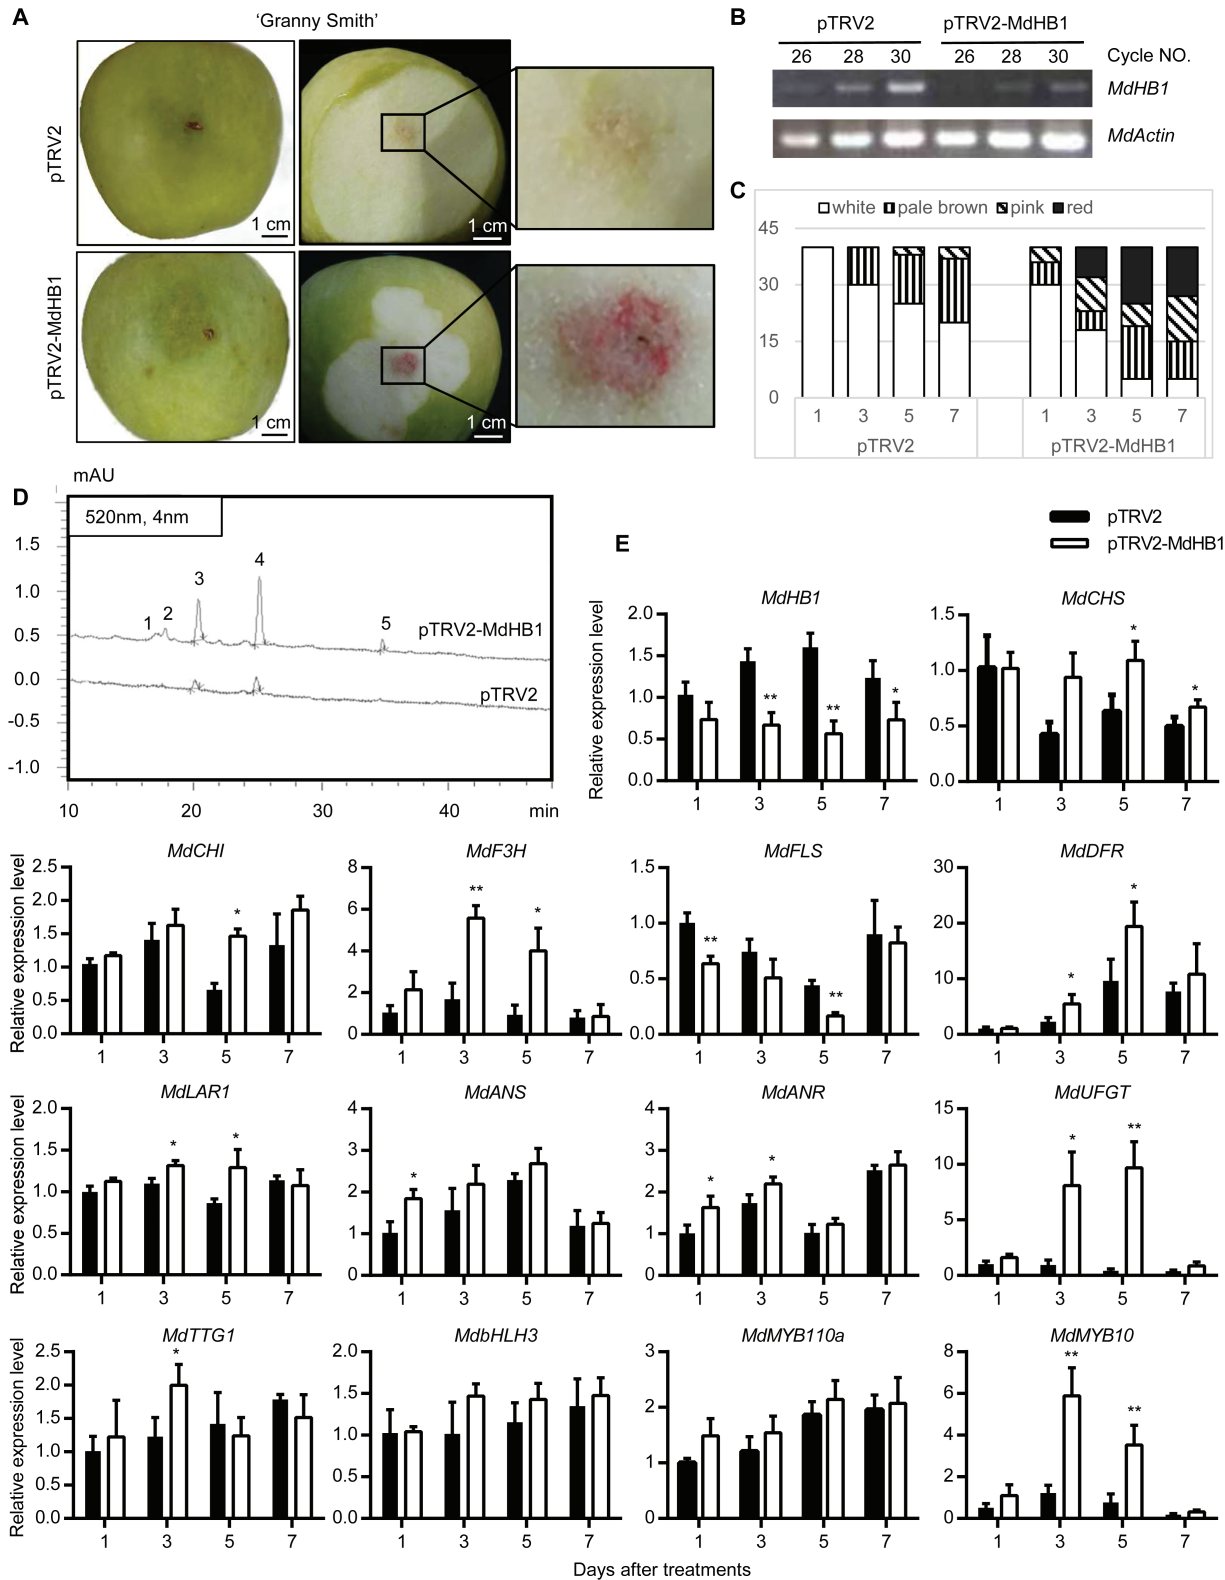 A
'Granny Smith'
pTRV2
1 cm
1 cm
pTRV2-MdHB1
1 cm
1 cm
B
pTRV2 pTRV2-MdHB1
26 28 30 26 28 30 Cycle NO.
MdHB1
MdActin
C
white pale brown pink red
45
30
15
0
1 3 5 7 1 3 5 7
pTRV2 pTRV2-MdHB1
D
mAU
520nm, 4nm
1.5
1.0
0.5
0.0
-0.5
-1.0
1 2 3 4 5
pTRV2-MdHB1
pTRV2
10 20 30 40 min
E
pTRV2
pTRV2-MdHB1
MdHB1
Relative expression level
2.0
1.5
1.0
0.5
0.0
** ** *
1 3 5 7
MdCHS
1.5
1.0
0.5
0.0
* *
1 3 5 7
MdCHI
Relative expression level
2.5
2.0
1.5
1.0
0.5
0.0
*
1 3 5 7
MdF3H
8
6
4
2
0
** *
1 3 5 7
MdFLS
1.5
1.0
0.5
0.0
** **
1 3 5 7
MdDFR
30
20
10
0
* *
1 3 5 7
MdLAR1
Relative expression level
2.0
1.5
1.0
0.5
0.0
* *
1 3 5 7
MdANS
4
3
2
1
0
*
1 3 5 7
MdANR
4
3
2
1
0
* *
1 3 5 7
MdUFGT
15
10
5
0
* **
1 3 5 7
MdTTG1
Relative expression level
2.5
2.0
1.5
1.0
0.5
0.0
*
1 3 5 7
MdbHLH3
2.0
1.5
1.0
0.5
0.0
1 3 5 7
MdMYB110a
3
2
1
0
1 3 5 7
MdMYB10
8
6
4
2
0
** **
1 3 5 7
Days after treatments